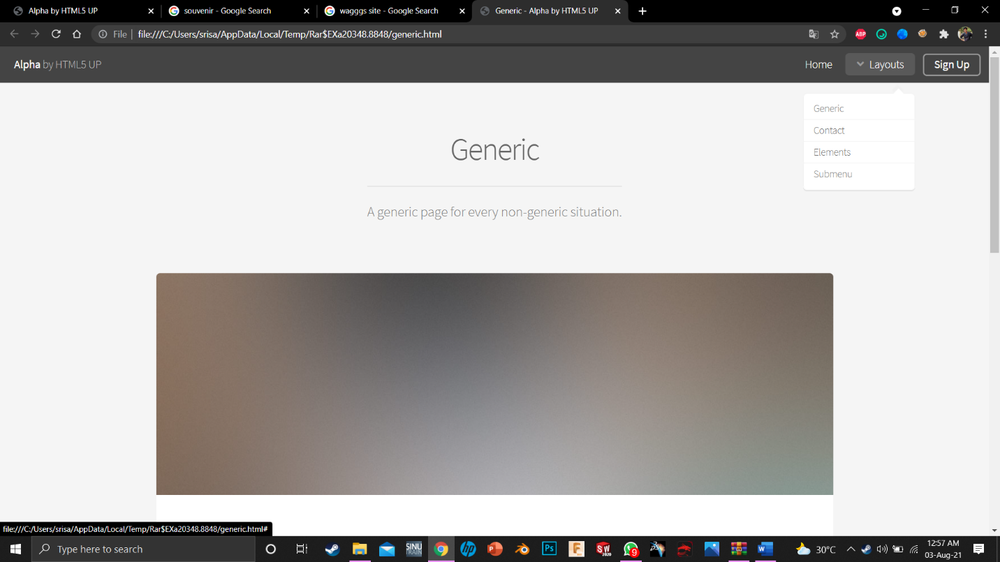 Alpha by HTML5 UP
souvenir - Google Search
wagggs site - Google Search
Generic - Alpha by HTML5 UP
File file:///C:/Users/srisa/AppData/Local/Temp/Rar$EXa20348.8848/generic.html
ABP
Alpha by HTML5 UP
Home
Layouts
Sign Up
Generic
Contact
Elements
Submenu
Generic
A generic page for every non-generic situation.
file:///C:/Users/srisa/AppData/Local/Temp/Rar$EXa20348.8848/generic.html#
Type here to search
SINU
TRAIN
hp
P
Ps
F
SW
2020
9
W
30°C
12:57 AM
03-Aug-21